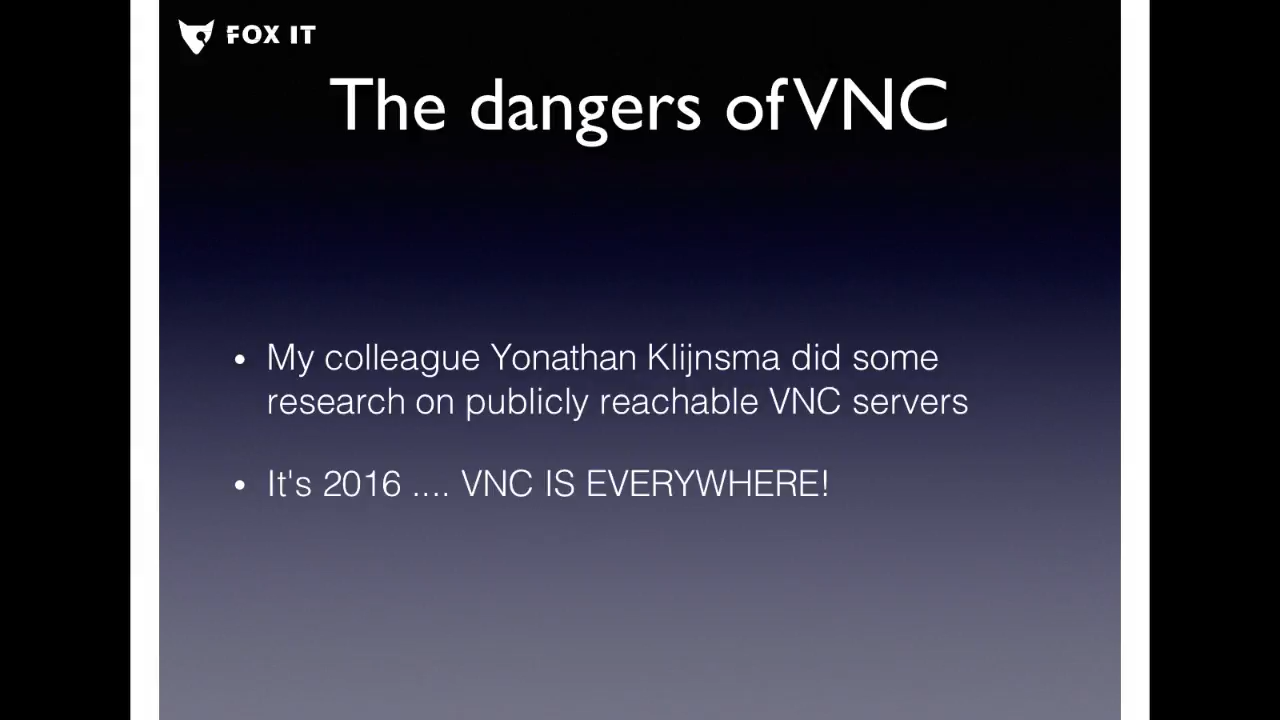 FOX IT
The dangers of VNC
• My colleague Yonathan Klijnsma did some
research on publicly reachable VNC servers
• It's 2016 .... VNC IS EVERYWHERE!